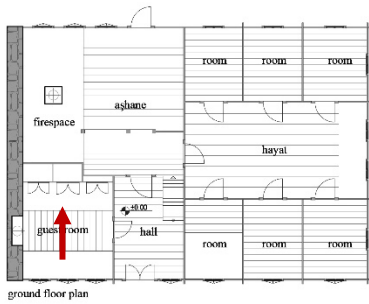 room room room
aşhane
firespace
hayat
±0.00
guest room hall
room room room
ground floor plan